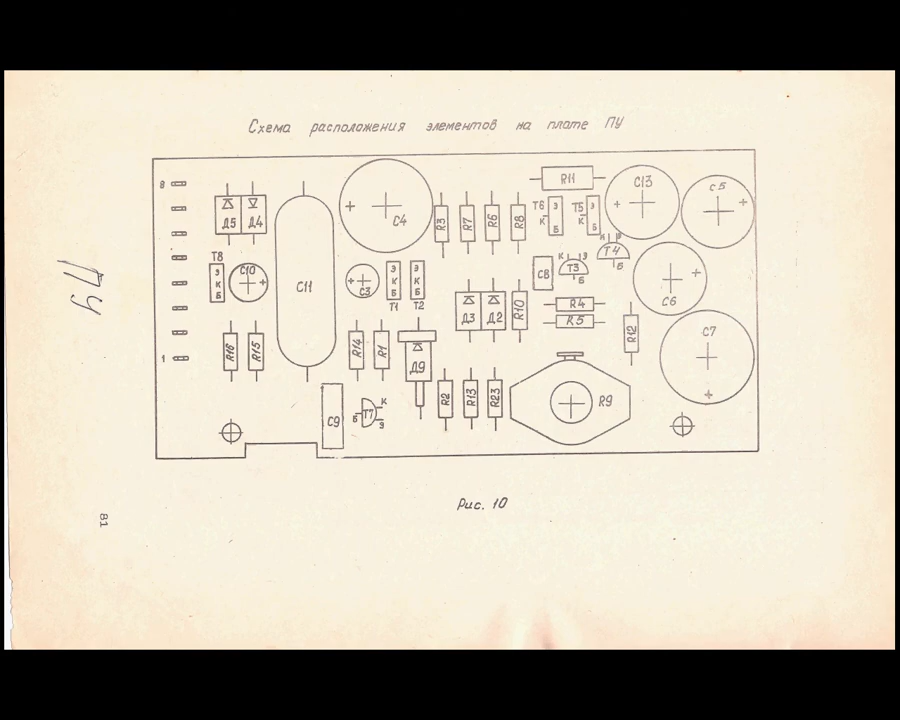 Схема расположения элементов на плате ПУ
8
Д5 Д4
C4
R3 R7 R6 R8
R11
T6 Э К Б
T5 Э К Б
C13
C5
T8 Э К Б
C10
C11
C3
Э К Б T1
Э К Б T2
C8
К T3 Э Б
К T4 Э Б
C6
Д3 Д2 R10
R4
R5
R12
C7
1
R16 R15
R14 R1
Д9
R2 R13 R23
R9
C9
Б T7 К Э
Рис. 10
ПУ
81